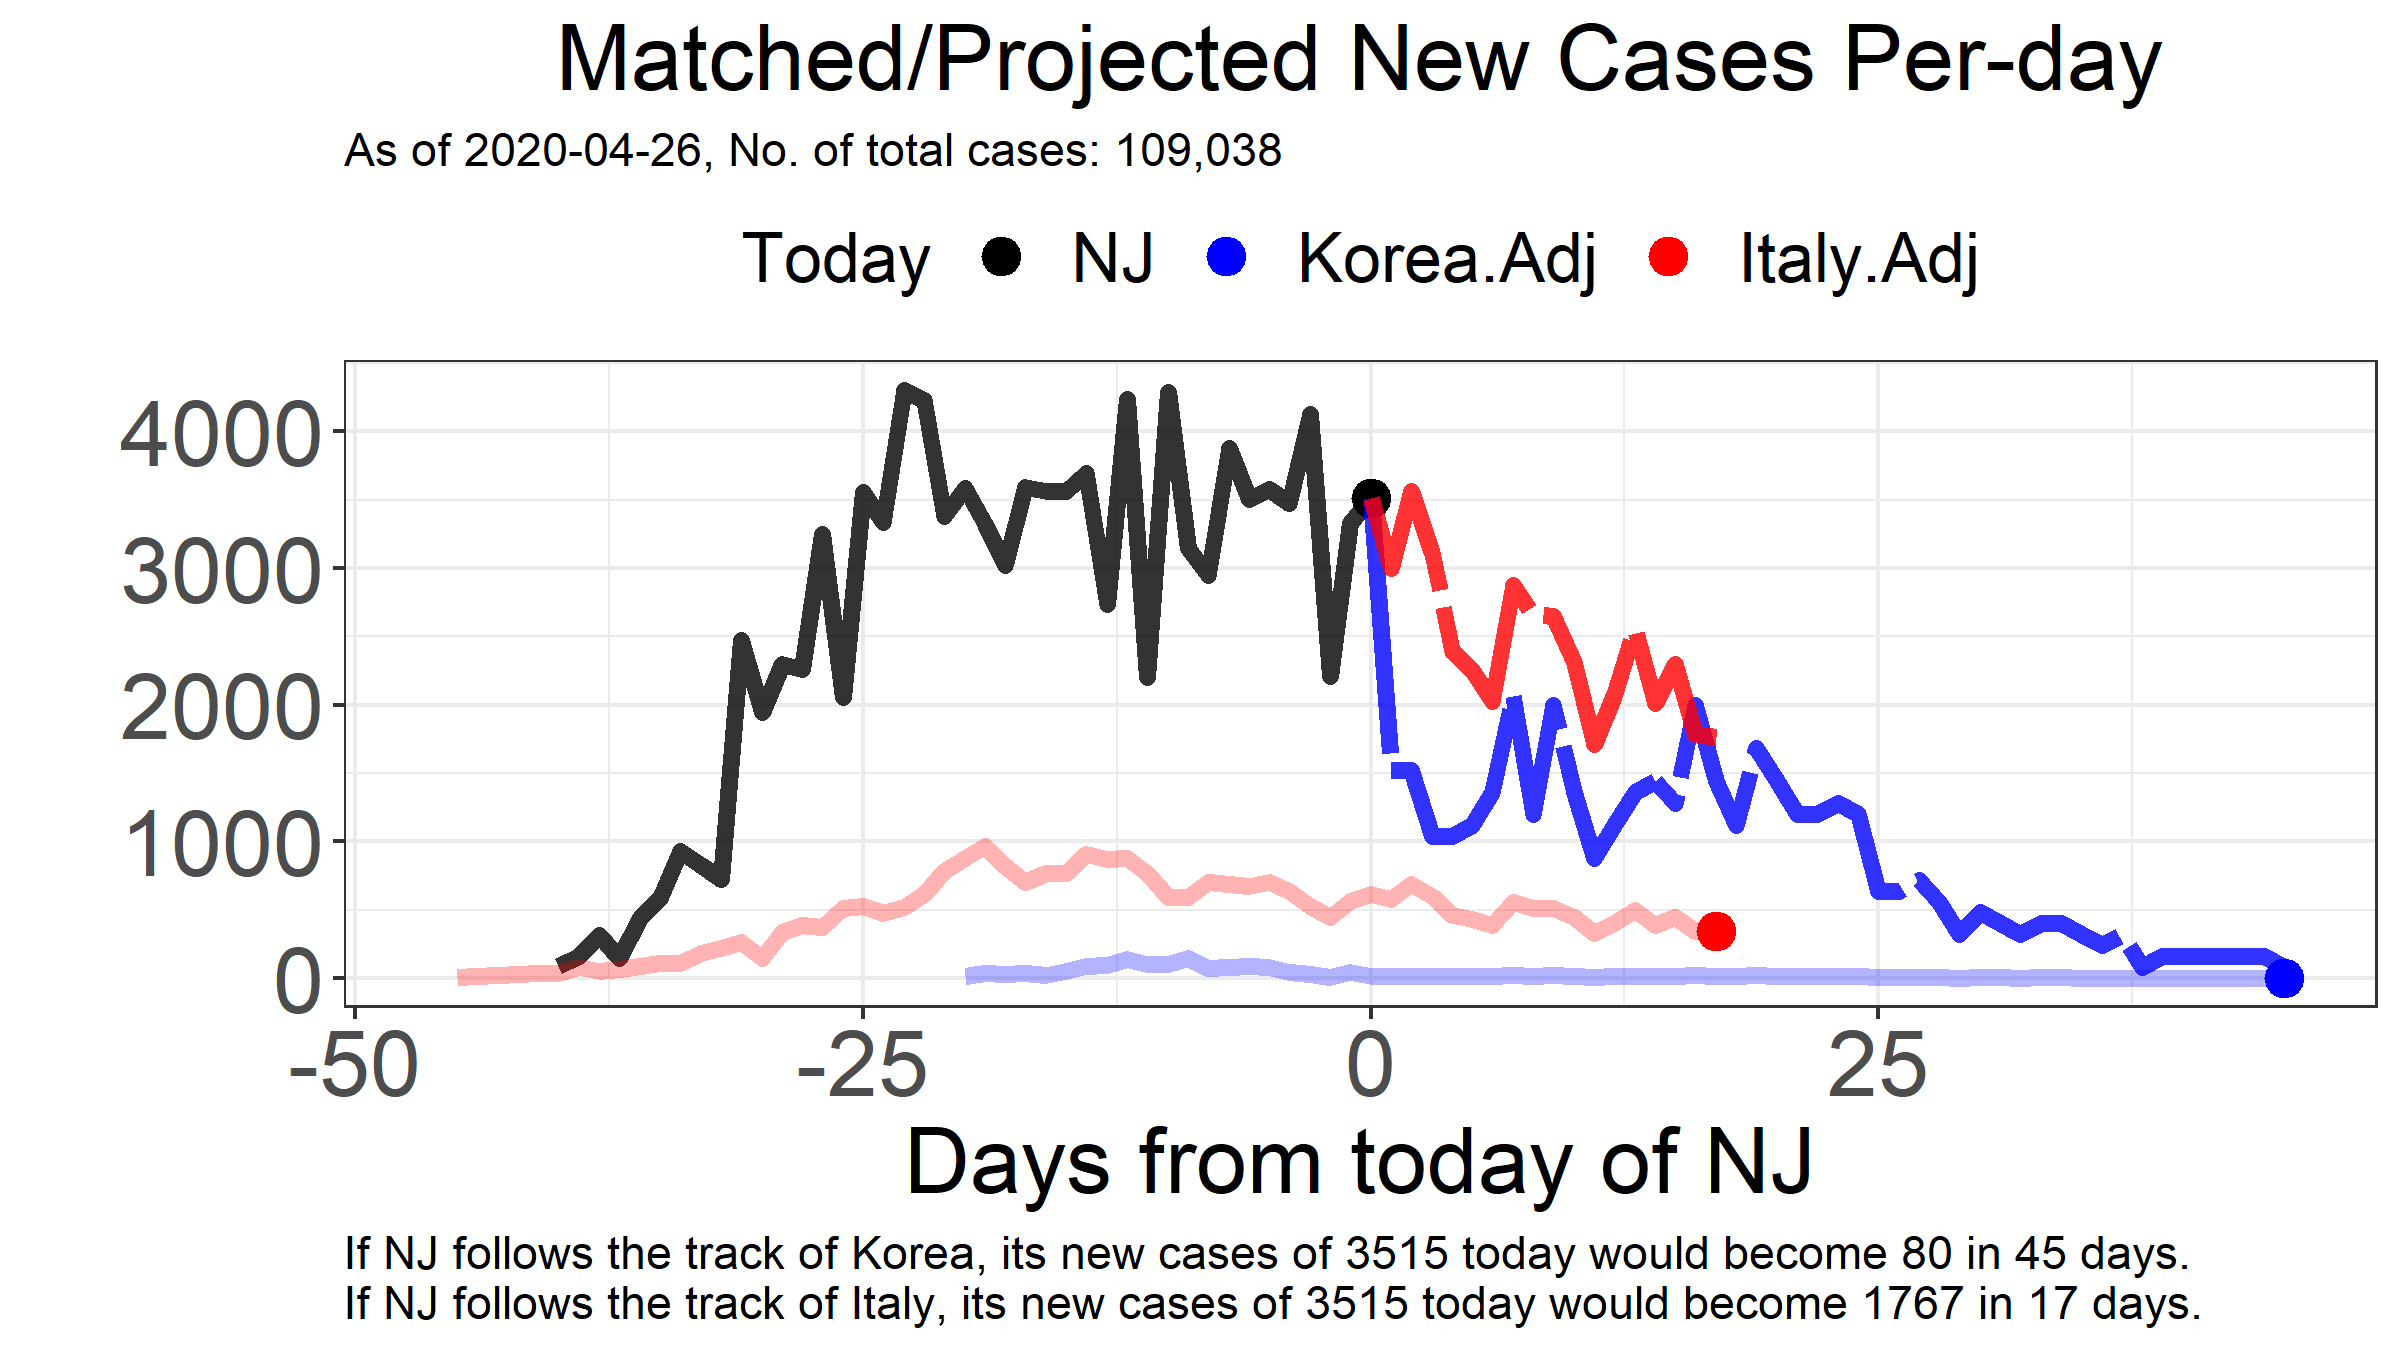 Matched/Projected New Cases Per-day
As of 2020-04-26, No. of total cases: 109,038
Today NJ Korea.Adj Italy.Adj
4000
3000
2000
1000
0
-50 -25 0 25
Days from today of NJ
If NJ follows the track of Korea, its new cases of 3515 today would become 80 in 45 days.
If NJ follows the track of Italy, its new cases of 3515 today would become 1767 in 17 days.